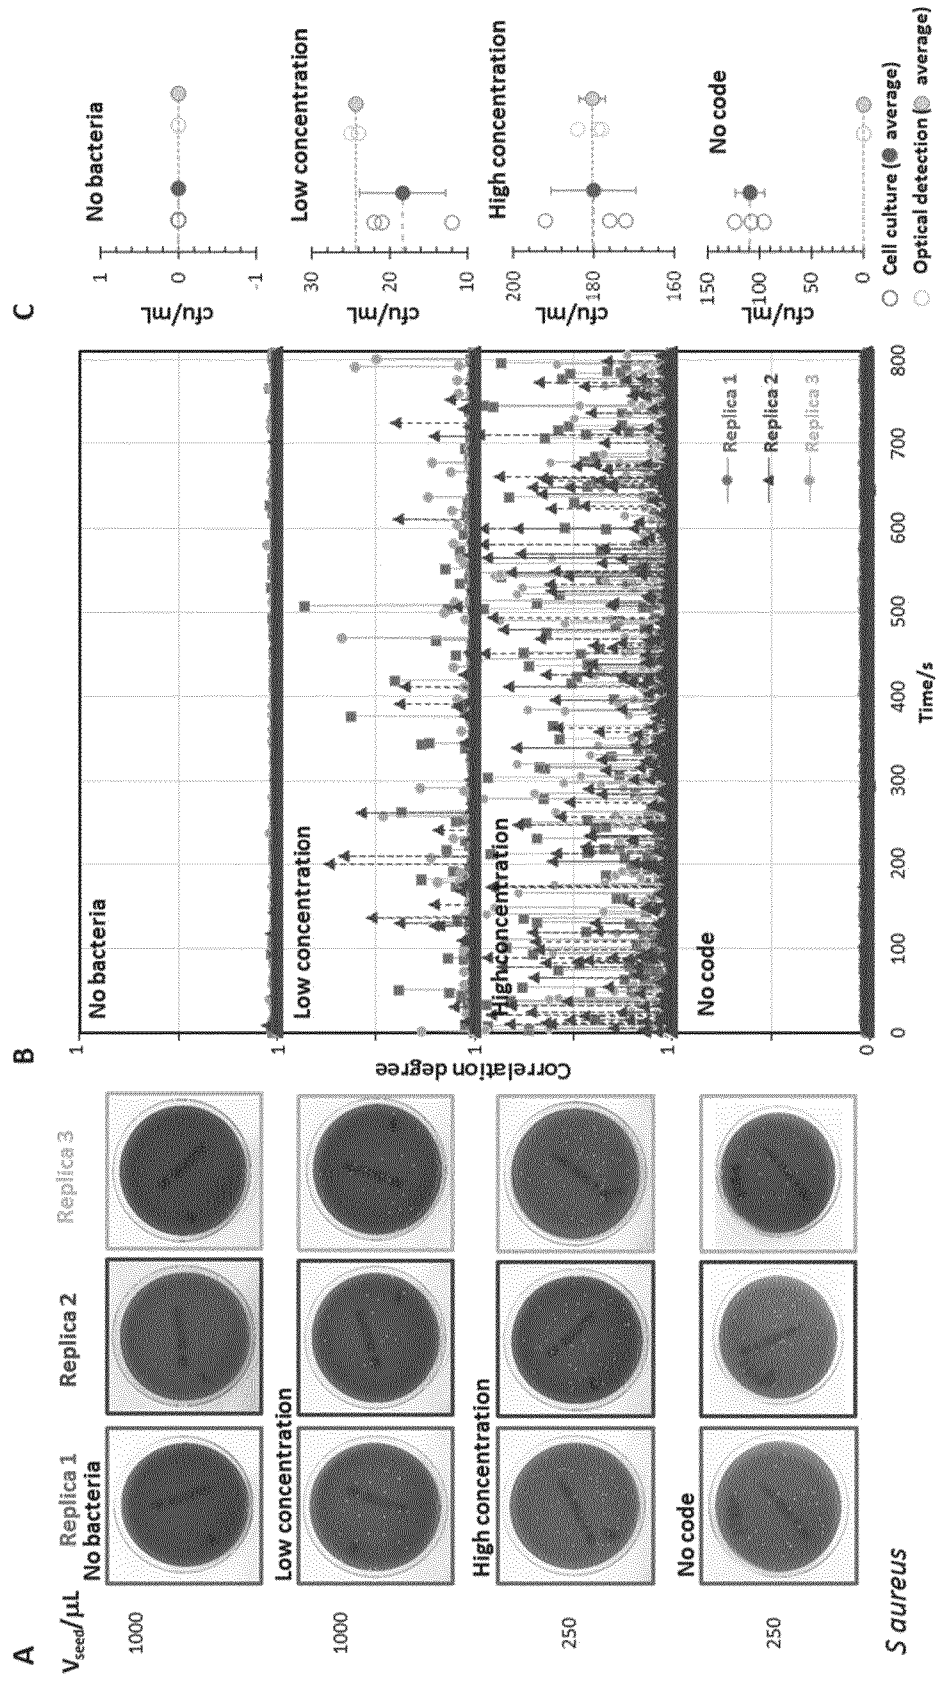 A
V_seed/µL
Replica 1
Replica 2
Replica 3
No bacteria
1000
Low concentration
1000
High concentration
250
No code
250
S aureus
B
Correlation degree
1
No bacteria
1
Low concentration
1
High concentration
1
No code
Replica 1
Replica 2
Replica 3
0
0 100 200 300 400 500 600 700 800
Time/s
C
No bacteria
cfu/mL
1
0
-1
Low concentration
cfu/mL
30
20
10
High concentration
cfu/mL
200
180
160
No code
cfu/mL
150
100
50
0
Cell culture ( average)
Optical detection ( average)